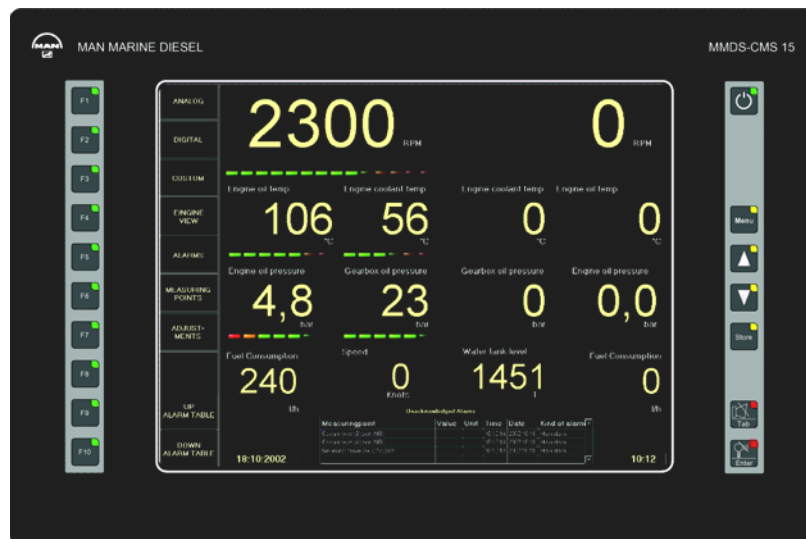 MAN
MAN MARINE DIESEL
MMDS-CMS 15
F1
F2
F3
F4
F5
F6
F7
F8
F9
F10
ANALOG
DIGITAL
CUSTOM
ENGINE
VIEW
ALARMS
MEASURING
POINTS
ADJUST-
MENTS
UP
ALARM TABLE
DOWN
ALARM TABLE
2300 RPM
0 RPM
Engine oil temp Engine coolant temp Engine coolant temp Engine oil temp
106 56 0 0
°C °C °C °C
Engine oil pressure Gearbox oil pressure Gearbox oil pressure Engine oil pressure
4,8 23 0 0,0
bar bar bar bar
Fuel Consumption Speed Water tank level Fuel Consumption
240 0 1451 0
l/h Knots l l/h
Unacknowledged Alarms
Measuringpoint Value Unit Time Date Kind of alarm
18:10:2002
10:12
Menu
Store
Tab
Enter